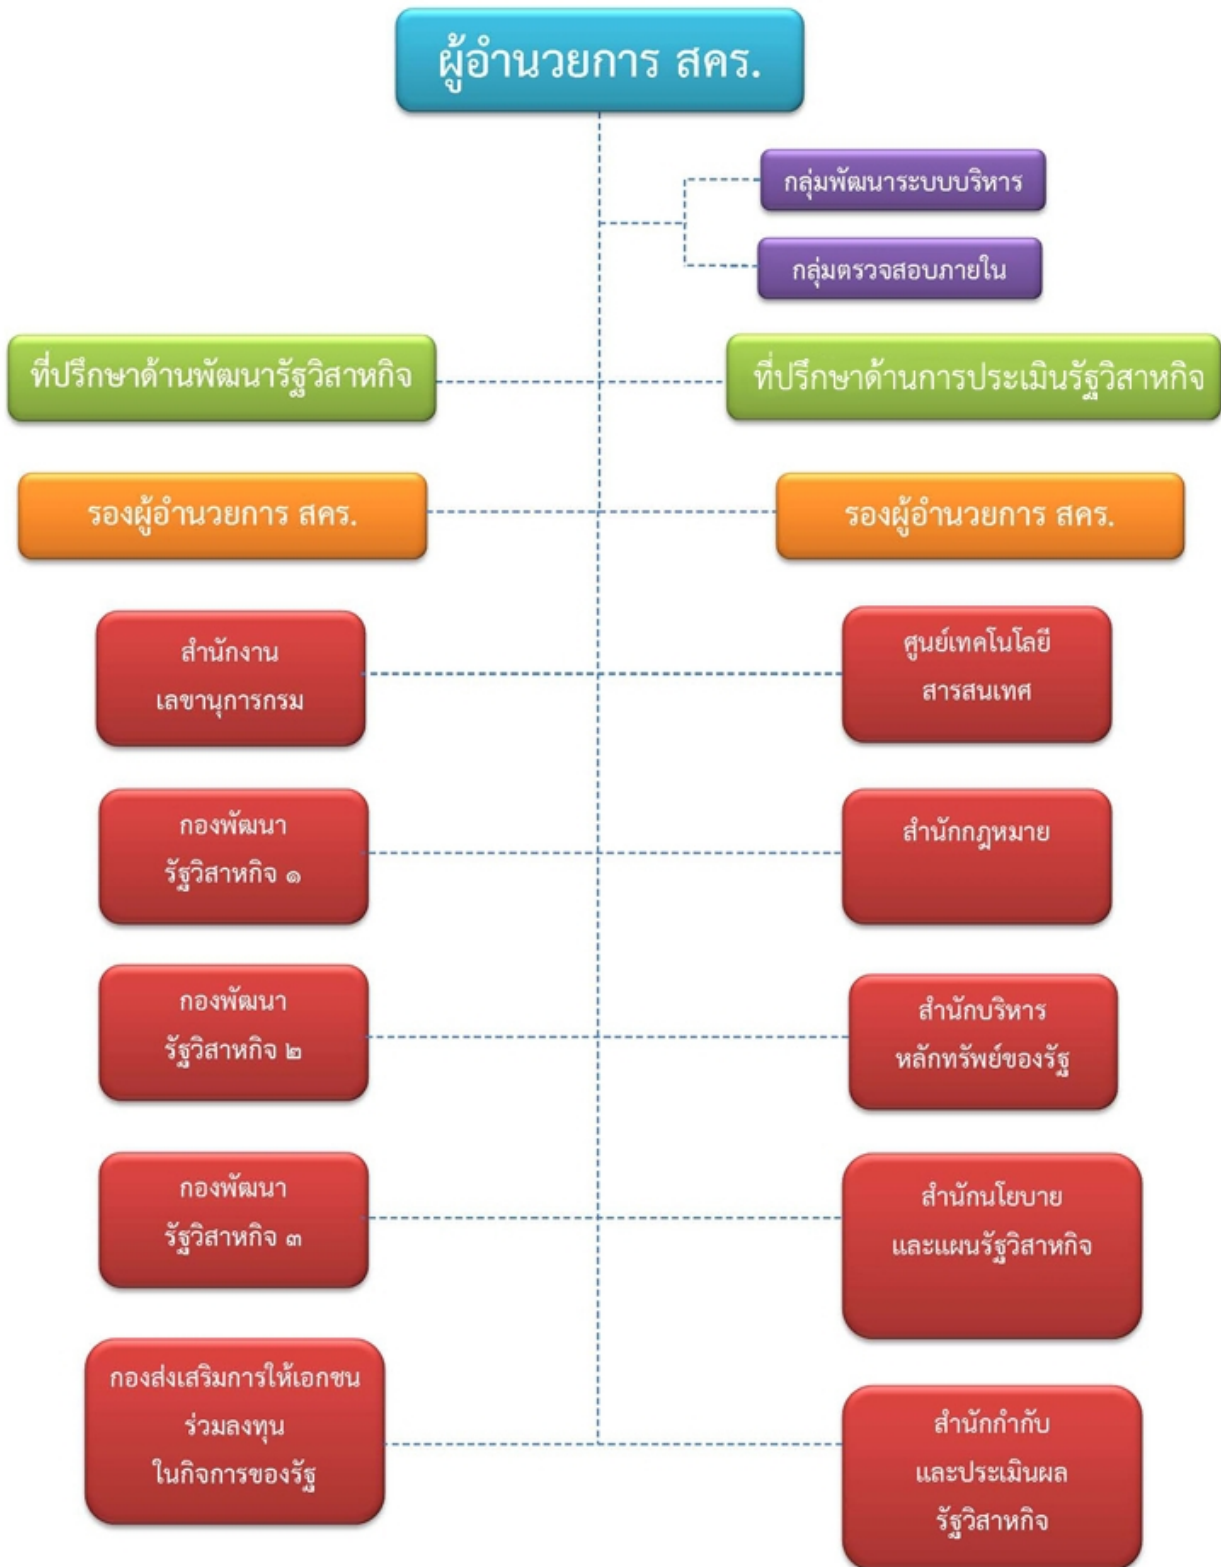 ผู้อำนวยการ สคร.
กลุ่มพัฒนาระบบบริหาร
กลุ่มตรวจสอบภายใน
ที่ปรึกษาด้านพัฒนารัฐวิสาหกิจ
ที่ปรึกษาด้านการประเมินรัฐวิสาหกิจ
รองผู้อำนวยการ สคร.
รองผู้อำนวยการ สคร.
สำนักงาน
เลขานุการกรม
ศูนย์เทคโนโลยี
สารสนเทศ
กองพัฒนา
รัฐวิสาหกิจ ๑
สำนักกฎหมาย
กองพัฒนา
รัฐวิสาหกิจ ๒
สำนักบริหาร
หลักทรัพย์ของรัฐ
กองพัฒนา
รัฐวิสาหกิจ ๓
สำนักนโยบาย
และแผนรัฐวิสาหกิจ
กองส่งเสริมการให้เอกชน
ร่วมลงทุน
ในกิจการของรัฐ
สำนักกำกับ
และประเมินผล
รัฐวิสาหกิจ